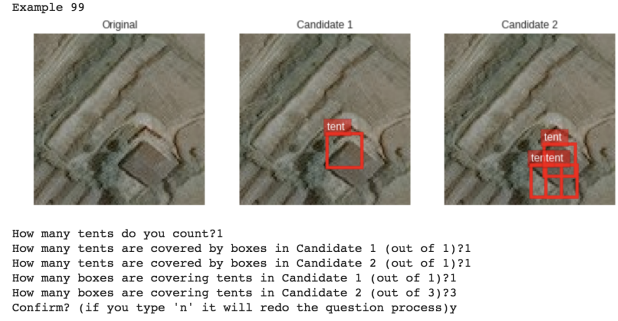 Example 99
Original
Candidate 1
Candidate 2
tent
tent
tentent
How many tents do you count?1
How many tents are covered by boxes in Candidate 1 (out of 1)?1
How many tents are covered by boxes in Candidate 2 (out of 1)?1
How many boxes are covering tents in Candidate 1 (out of 1)?1
How many boxes are covering tents in Candidate 2 (out of 3)?3
Confirm? (if you type 'n' it will redo the question process)y